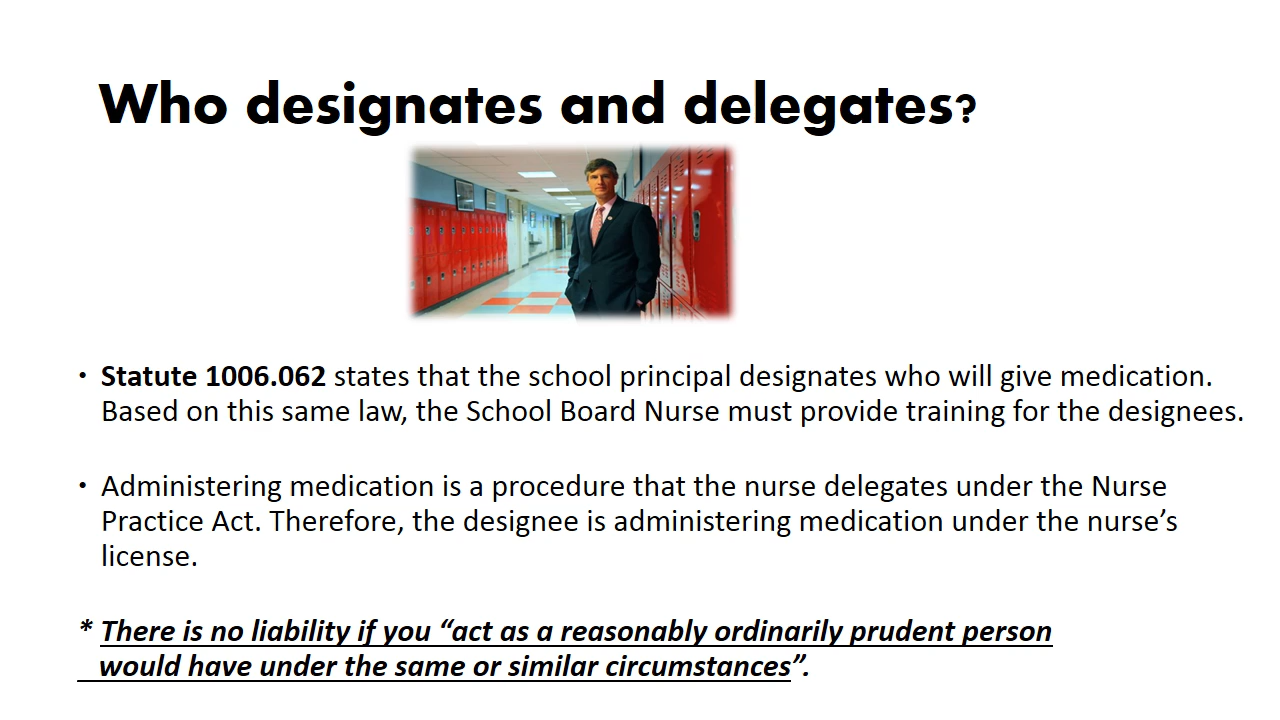 Who designates and delegates?
• Statute 1006.062 states that the school principal designates who will give medication.
Based on this same law, the School Board Nurse must provide training for the designees.
• Administering medication is a procedure that the nurse delegates under the Nurse
Practice Act. Therefore, the designee is administering medication under the nurse’s
license.
* There is no liability if you “act as a reasonably ordinarily prudent person
would have under the same or similar circumstances”.